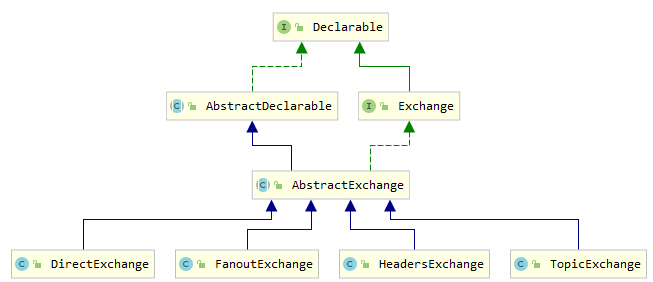 I Declarable
C AbstractDeclarable
I Exchange
C AbstractExchange
C DirectExchange
C FanoutExchange
C HeadersExchange
C TopicExchange